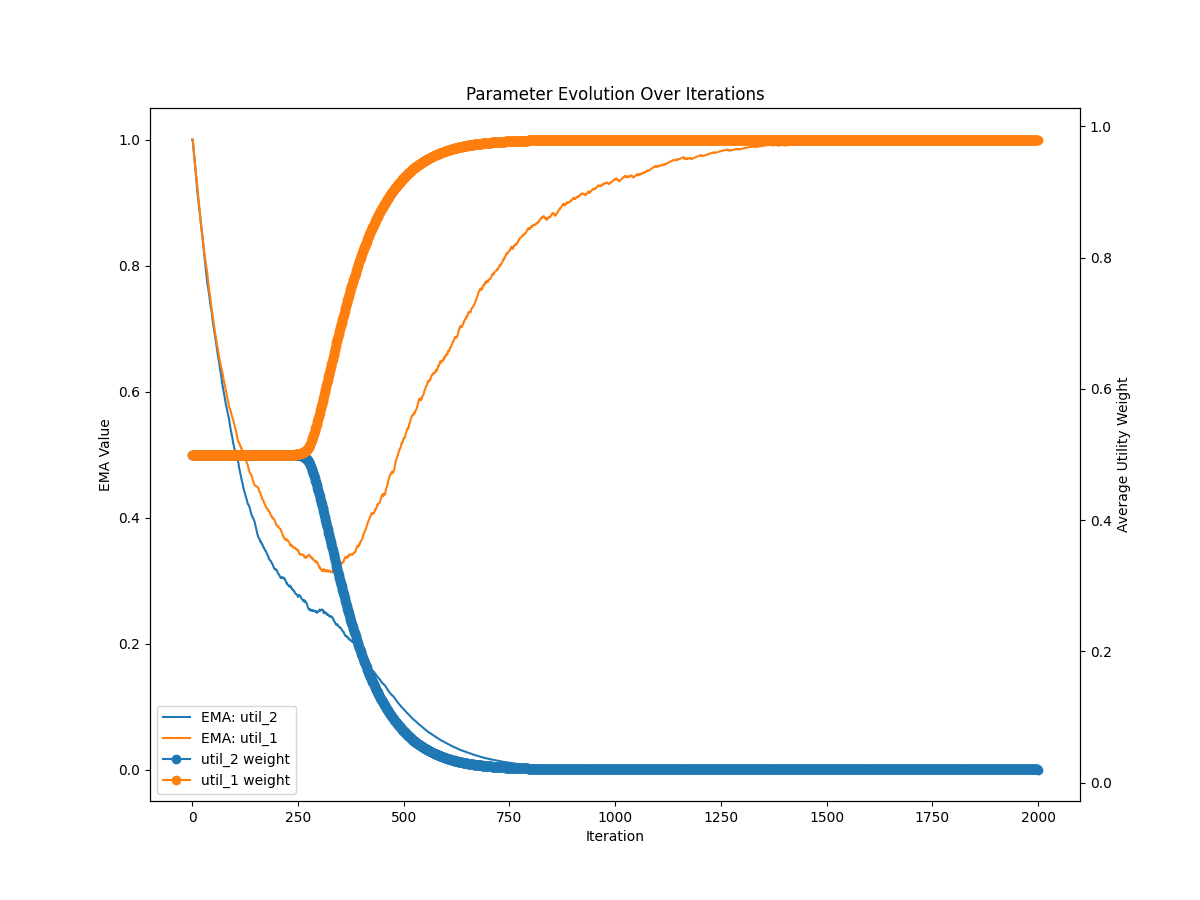 Parameter Evolution Over Iterations
1.0
0.8
0.6
0.4
0.2
0.0
EMA Value
1.0
0.8
0.6
0.4
0.2
0.0
Average Utility Weight
EMA: util_2
EMA: util_1
util_2 weight
util_1 weight
0 250 500 750 1000 1250 1500 1750 2000
Iteration